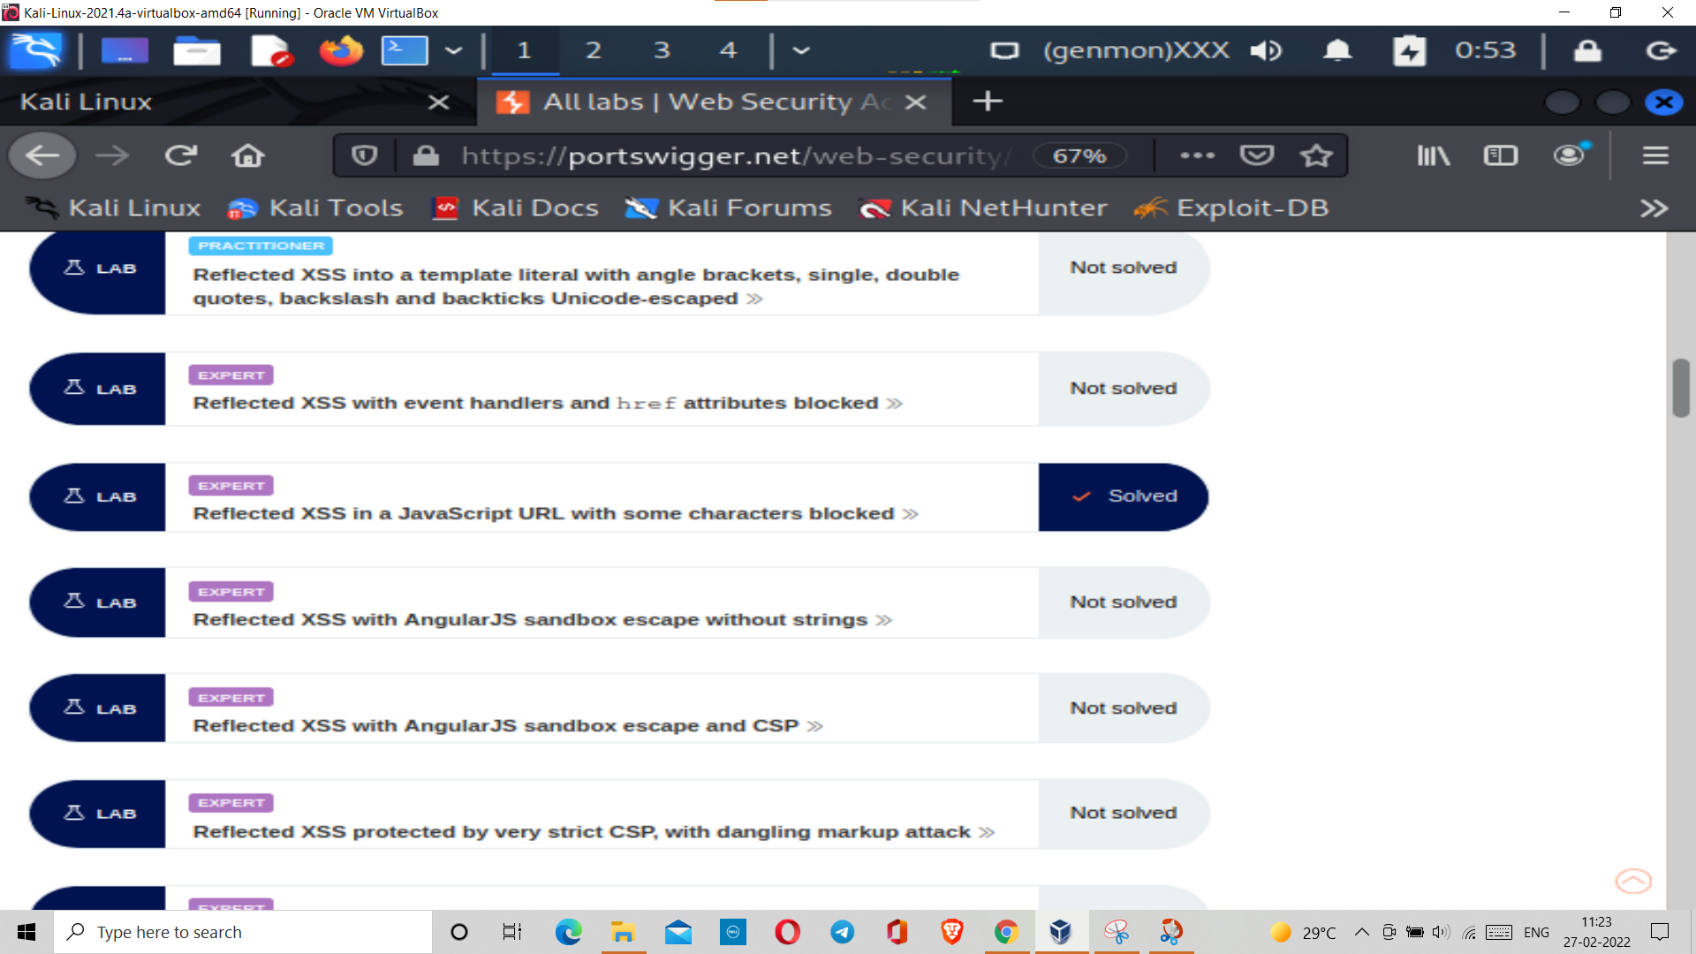 Kali-Linux-2021.4a-virtualbox-amd64 [Running] - Oracle VM VirtualBox
1 2 3 4 (genmon)XXX 0:53
Kali Linux All labs | Web Security Ac
https://portswigger.net/web-security/ 67%
Kali Linux Kali Tools Kali Docs Kali Forums Kali NetHunter Exploit-DB
PRACTITIONER
LAB Reflected XSS into a template literal with angle brackets, single, double Not solved
quotes, backslash and backticks Unicode-escaped
EXPERT
LAB Reflected XSS with event handlers and href attributes blocked Not solved
EXPERT
LAB Reflected XSS in a JavaScript URL with some characters blocked Solved
EXPERT
LAB Reflected XSS with AngularJS sandbox escape without strings Not solved
EXPERT
LAB Reflected XSS with AngularJS sandbox escape and CSP Not solved
EXPERT
LAB Reflected XSS protected by very strict CSP, with dangling markup attack Not solved
EXPERT
Type here to search 29°C ENG 11:23
27-02-2022